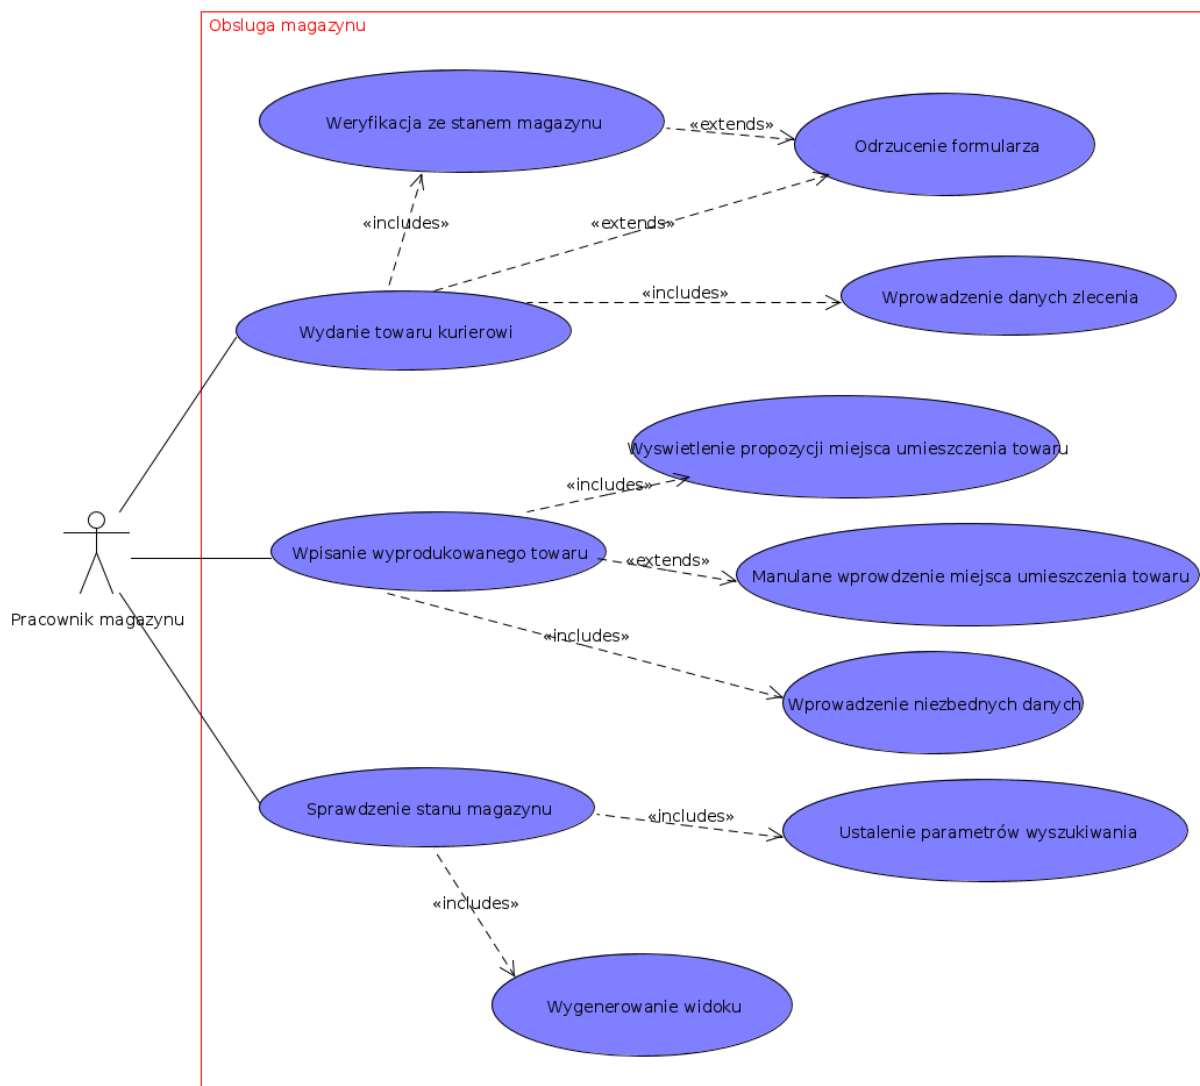 Obsluga magazynu
Weryfikacja ze stanem magazynu
«extends»
Odrzucenie formularza
«includes»
«extends»
«includes»
Wprowadzenie danych zlecenia
Wydanie towaru kurierowi
Wyswietlenie propozycji miejsca umieszczenia towaru
«includes»
Wpisanie wyprodukowanego towaru
«extends»
Manulane wprowdzenie miejsca umieszczenia towaru
Pracownik magazynu
«includes»
Wprowadzenie niezbednych danych
Sprawdzenie stanu magazynu
«includes»
Ustalenie parametrów wyszukiwania
«includes»
Wygenerowanie widoku